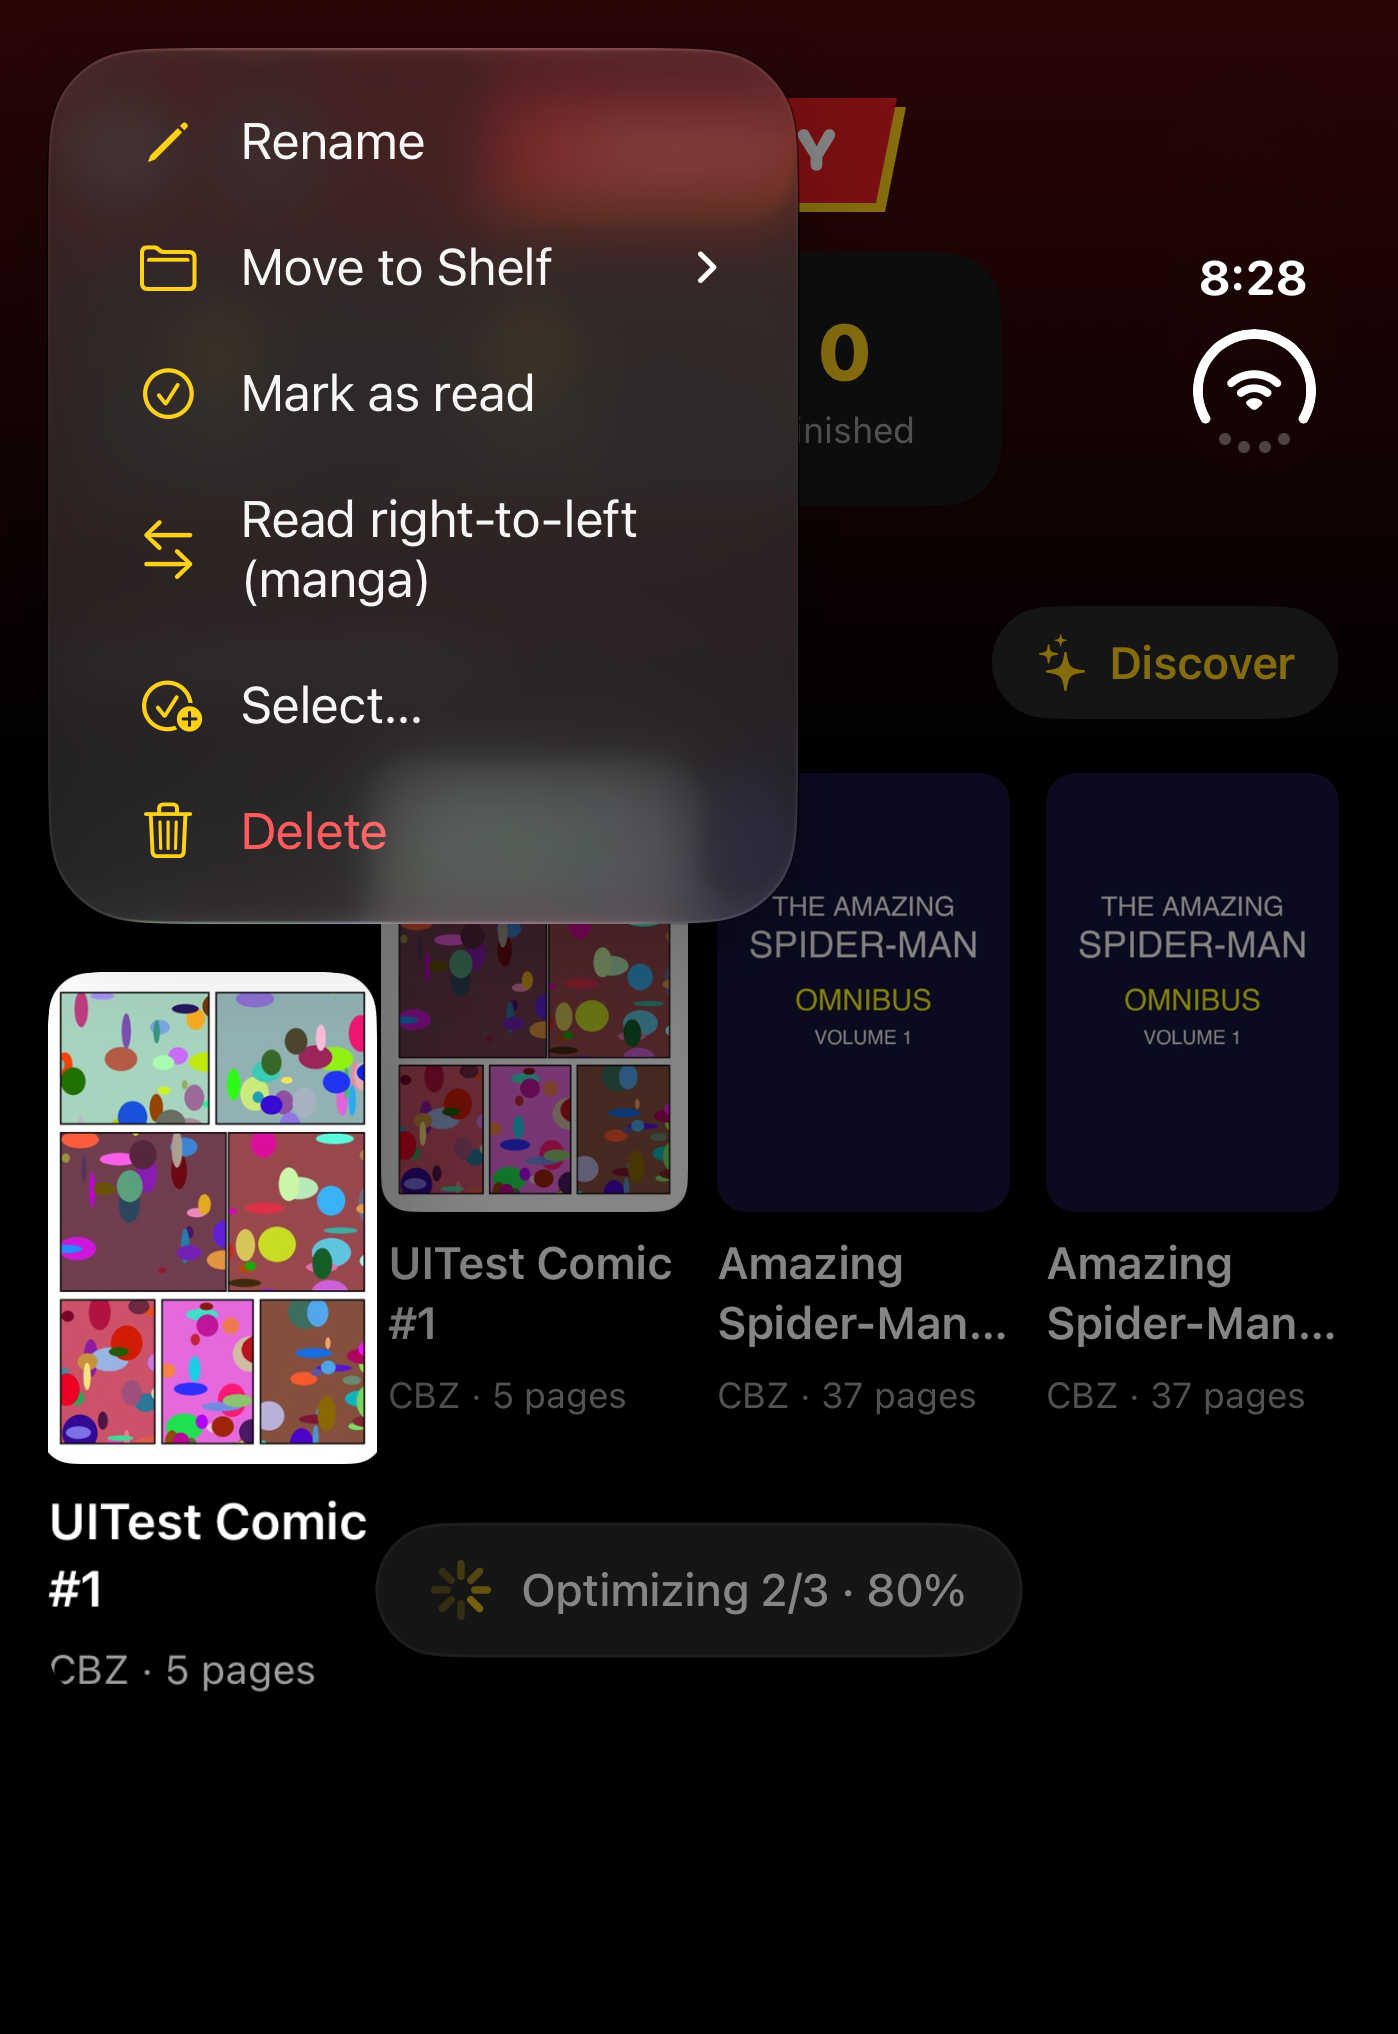 Rename
Y
Move to Shelf
8:28
0
Mark as read
inished
Read right-to-left
(manga)
Discover
Select...
Delete
THE AMAZING
SPIDER-MAN
OMNIBUS
VOLUME 1
THE AMAZING
SPIDER-MAN
OMNIBUS
VOLUME 1
UITest Comic
#1
CBZ · 5 pages
Amazing
Spider-Man...
CBZ · 37 pages
Amazing
Spider-Man...
CBZ · 37 pages
UITest Comic
#1
CBZ · 5 pages
Optimizing 2/3 · 80%